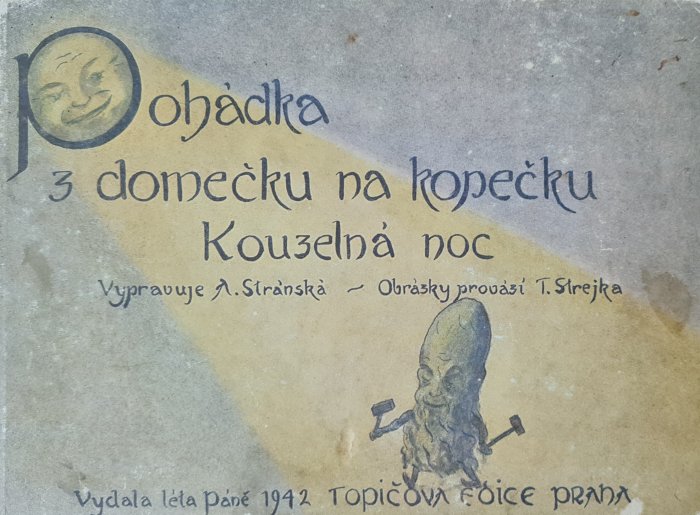 Pohádka
z domečku na kopečku
Kouzelná noc
Vypravuje A. Stránská ~ Obrázky provází T. Strejka
Vydala léta Páně 1942 TOPIČOVA EDICE PRAHA